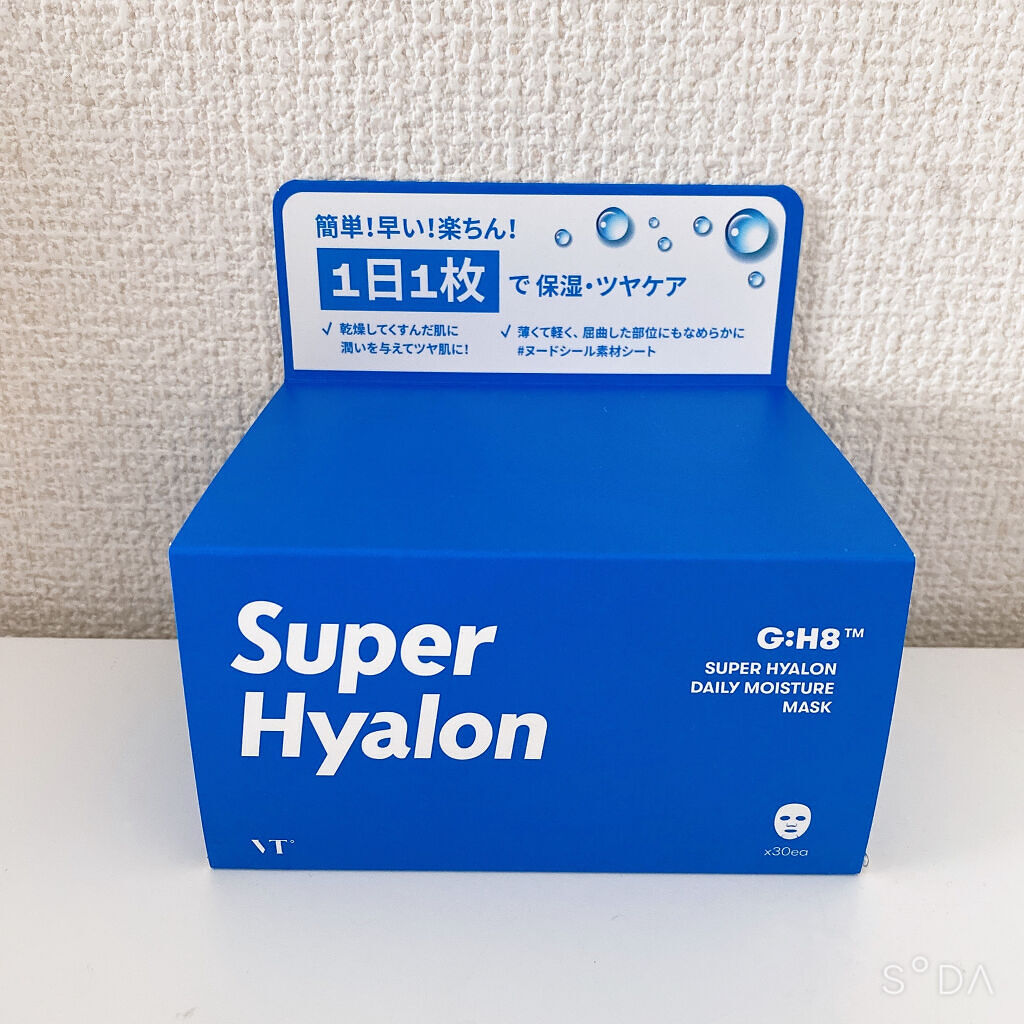 簡単!早い!楽ちん!
1日1枚で保湿・ツヤケア
✓ 乾燥してくすんだ肌に
潤いを与えてツヤ肌に!
✓ 薄くて軽く、屈曲した部位にもなめらかに
#ヌードシール素材シート
Super
Hyalon
G:H8™
SUPER HYALON
DAILY MOISTURE
MASK
VT°
x30ea
S°DA